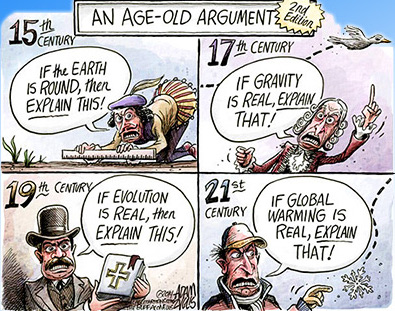 AN AGE-OLD ARGUMENT
2nd Edition
15th CENTURY
IF the EARTH
IS ROUND, then
EXPLAIN THIS!
17th CENTURY
IF GRAVITY
IS REAL, EXPLAIN
THAT!
19th CENTURY
IF EVOLUTION
IS REAL, then
EXPLAIN THIS!
21st
CENTURY
IF GLOBAL
WARMING IS
REAL, EXPLAIN
THAT!